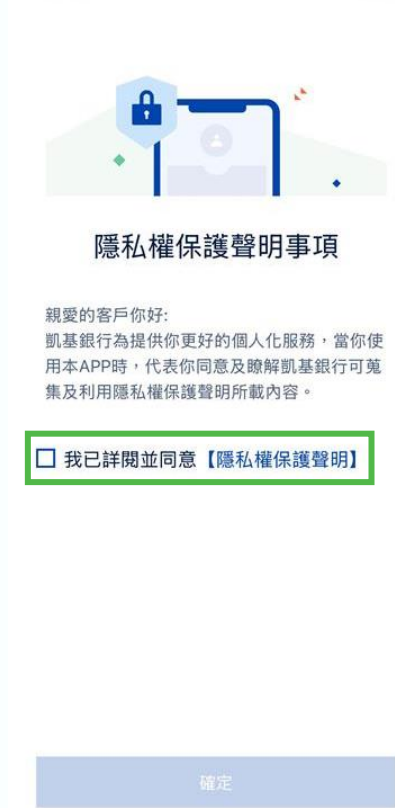 隱私權保護聲明事項
親愛的客戶你好:
凱基銀行為提供你更好的個人化服務，當你使
用本APP時，代表你同意及瞭解凱基銀行可蒐
集及利用隱私權保護聲明所載內容。
我已詳閱並同意【隱私權保護聲明】
確定